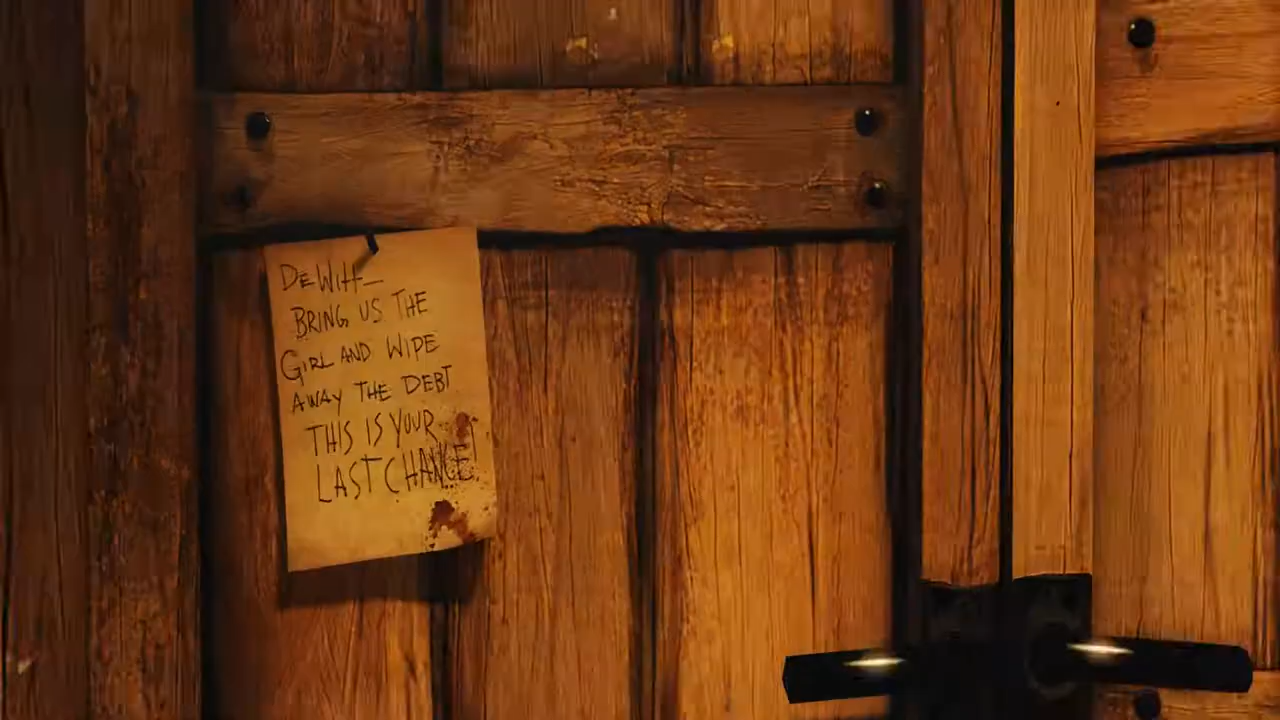 DEWitt—
BRING US THE
GIRL AND WIPE
AWAY THE DEBT
THIS IS YOUR
LAST CHANCE!